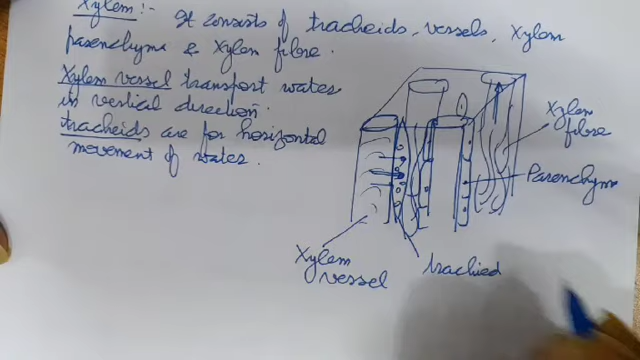 Xylem :-
It consists of tracheids, vessels, Xylem
parenchyma & Xylem fibre.
Xylem vessel transport water
in vertical direction.
tracheids are for horizontal
movement of water.
Xylem
fibre
Parenchyma
Xylem
vessel
trachied